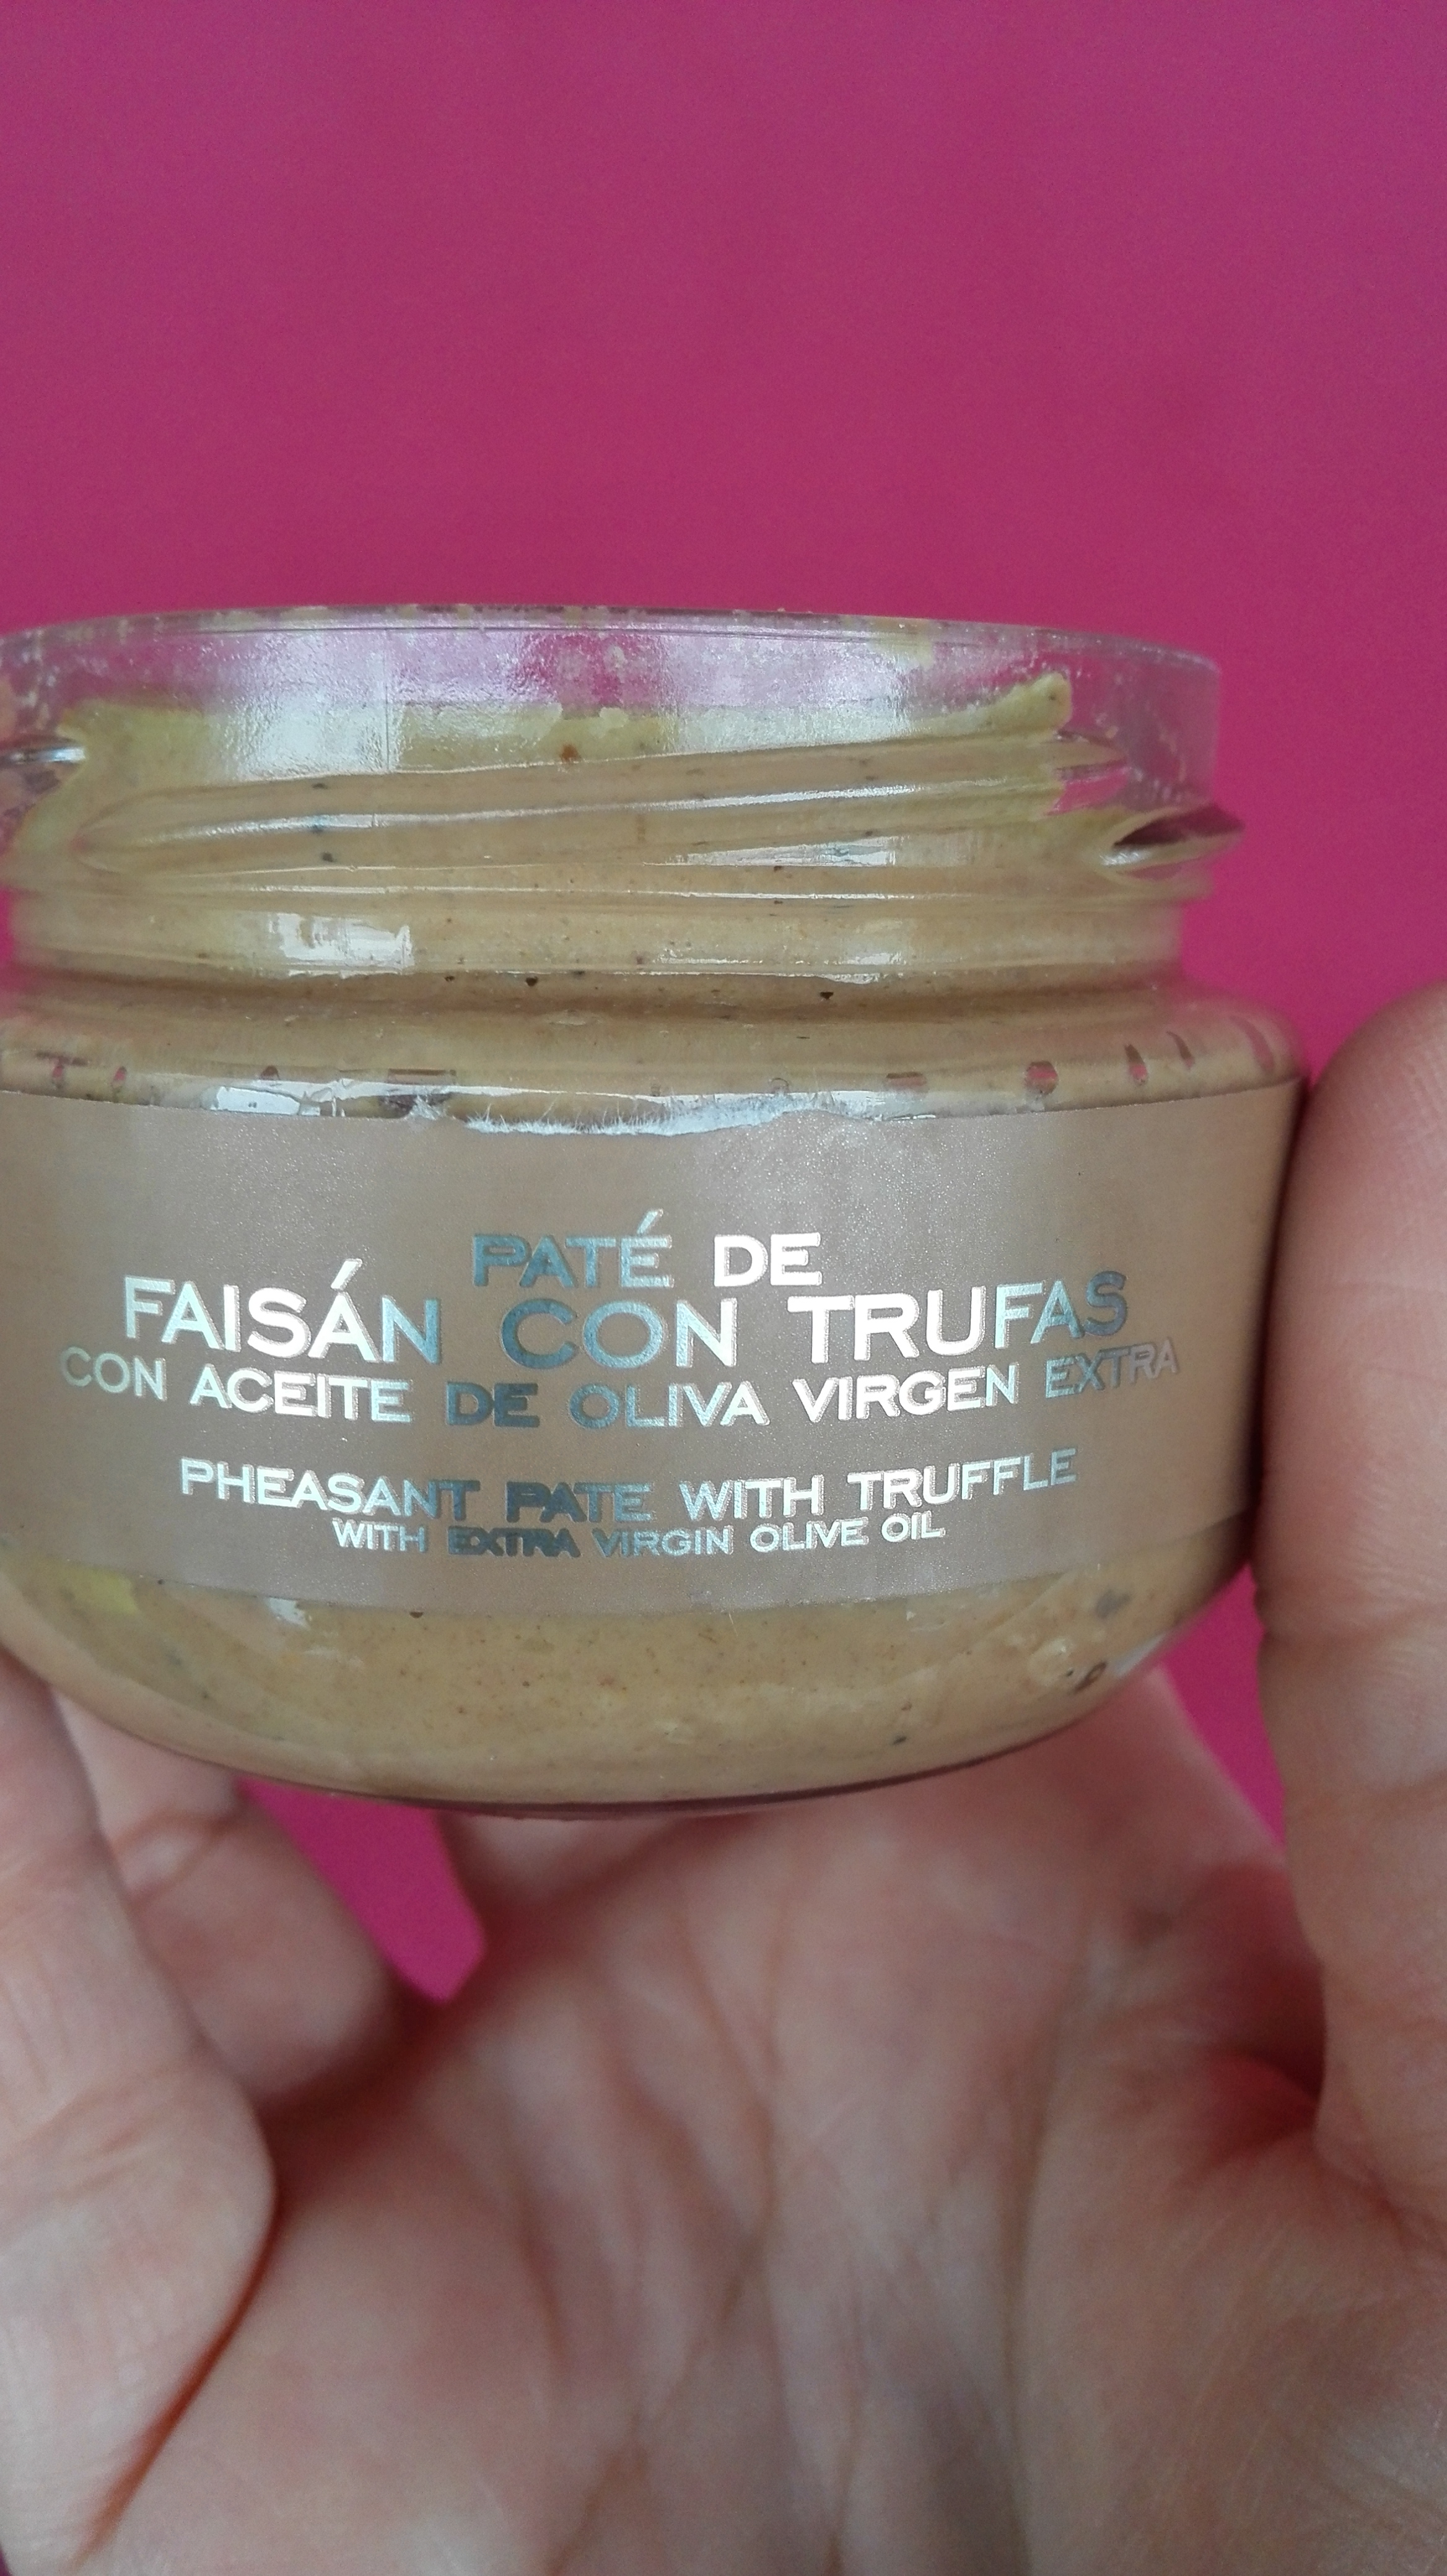 PATÉ DE
FAISÁN CON TRUFAS
CON ACEITE DE OLIVA VIRGEN EXTRA
PHEASANT PATE WITH TRUFFLE
WITH EXTRA VIRGIN OLIVE OIL